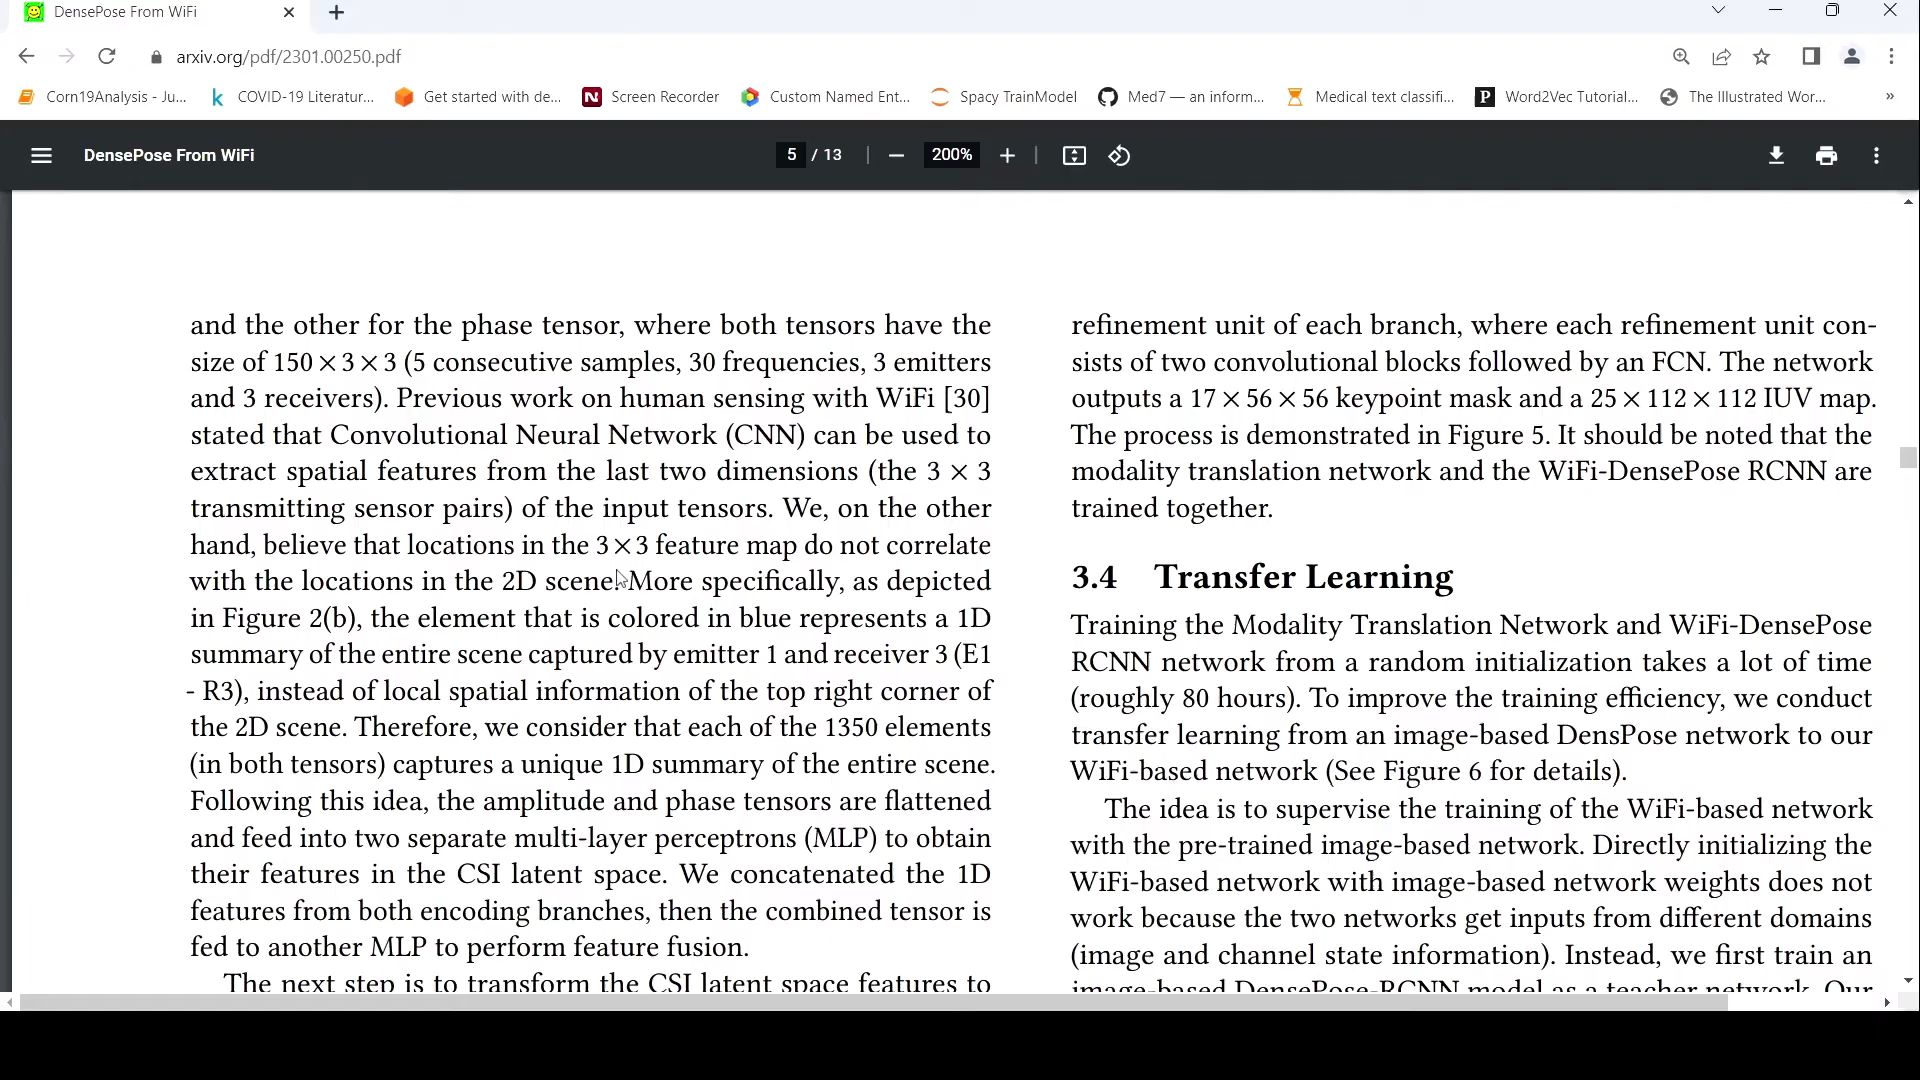 DensePose From WiFi
arxiv.org/pdf/2301.00250.pdf
Corn19Analysis - Ju...
COVID-19 Literatur...
Get started with de...
Screen Recorder
Custom Named Ent...
Spacy TrainModel
Med7 — an inform...
Medical text classifi...
Word2Vec Tutorial...
The Illustrated Wor...
»
DensePose From WiFi
5 / 13
200%
and the other for the phase tensor, where both tensors have the
size of 150 × 3 × 3 (5 consecutive samples, 30 frequencies, 3 emitters
and 3 receivers). Previous work on human sensing with WiFi [30]
stated that Convolutional Neural Network (CNN) can be used to
extract spatial features from the last two dimensions (the 3 × 3
transmitting sensor pairs) of the input tensors. We, on the other
hand, believe that locations in the 3 × 3 feature map do not correlate
with the locations in the 2D scene. More specifically, as depicted
in Figure 2(b), the element that is colored in blue represents a 1D
summary of the entire scene captured by emitter 1 and receiver 3 (E1
- R3), instead of local spatial information of the top right corner of
the 2D scene. Therefore, we consider that each of the 1350 elements
(in both tensors) captures a unique 1D summary of the entire scene.
Following this idea, the amplitude and phase tensors are flattened
and feed into two separate multi-layer perceptrons (MLP) to obtain
their features in the CSI latent space. We concatenated the 1D
features from both encoding branches, then the combined tensor is
fed to another MLP to perform feature fusion.
The next step is to transform the CSI latent space features to
refinement unit of each branch, where each refinement unit con-
sists of two convolutional blocks followed by an FCN. The network
outputs a 17 × 56 × 56 keypoint mask and a 25 × 112 × 112 IUV map.
The process is demonstrated in Figure 5. It should be noted that the
modality translation network and the WiFi-DensePose RCNN are
trained together.
3.4 Transfer Learning
Training the Modality Translation Network and WiFi-DensePose
RCNN network from a random initialization takes a lot of time
(roughly 80 hours). To improve the training efficiency, we conduct
transfer learning from an image-based DensPose network to our
WiFi-based network (See Figure 6 for details).
The idea is to supervise the training of the WiFi-based network
with the pre-trained image-based network. Directly initializing the
WiFi-based network with image-based network weights does not
work because the two networks get inputs from different domains
(image and channel state information). Instead, we first train an
image-based DensePose-RCNN model as a teacher network. Our